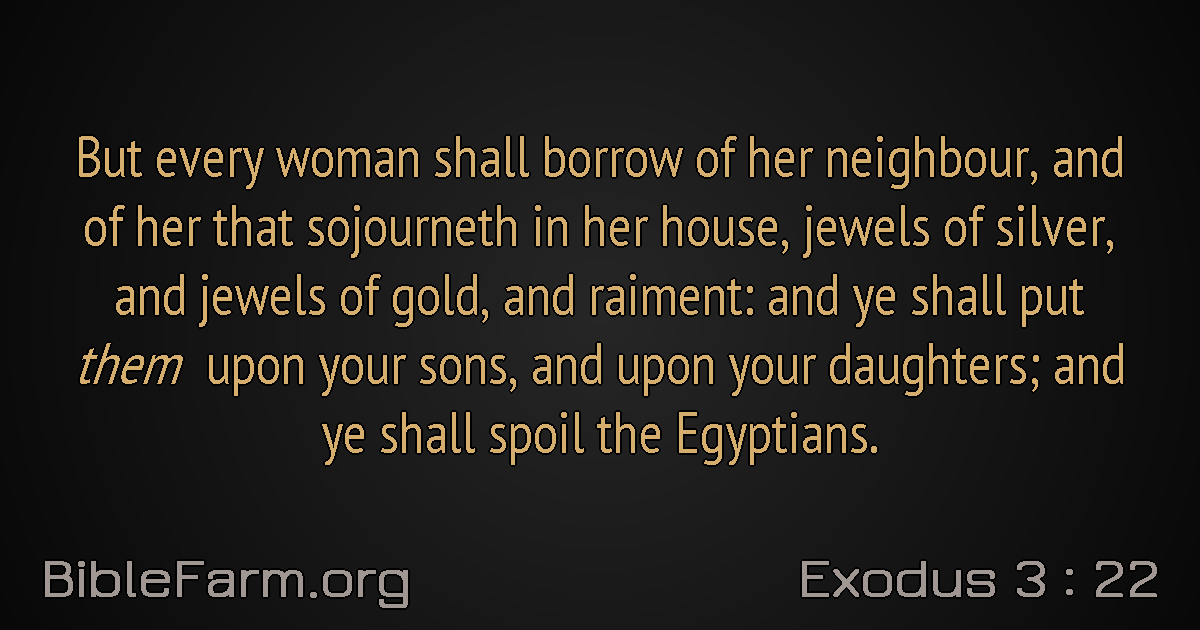 But every woman shall borrow of her neighbour, and
of her that sojourneth in her house, jewels of silver,
and jewels of gold, and raiment: and ye shall put
them upon your sons, and upon your daughters; and
ye shall spoil the Egyptians.
BibleFarm.org
Exodus 3 : 22